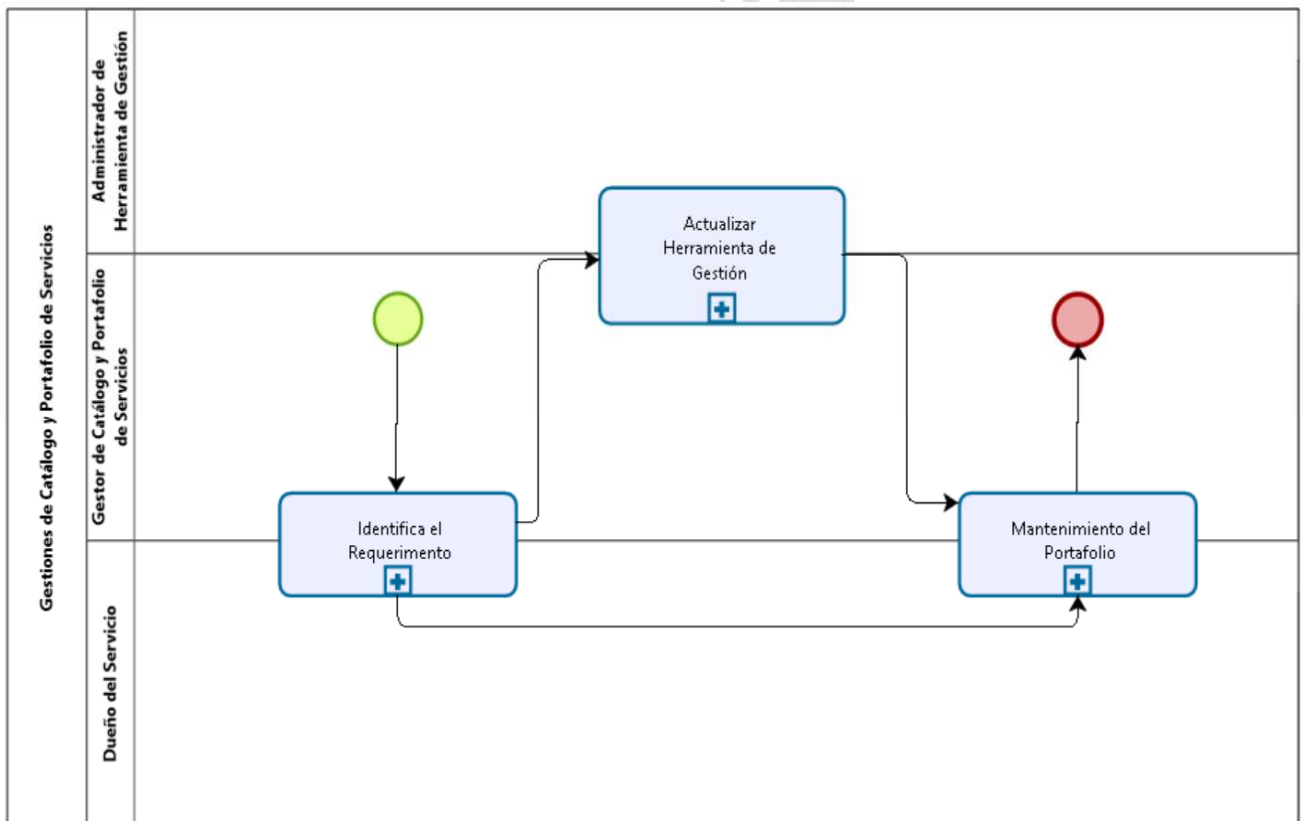 Gestiones de Catálogo y Portafolio de Servicios
Administrador de
Herramienta de Gestión
Gestor de Catálogo y Portafolio
de Servicios
Dueño del Servicio
Actualizar
Herramienta de
Gestión
Identifica el
Requerimento
Mantenimiento del
Portafolio